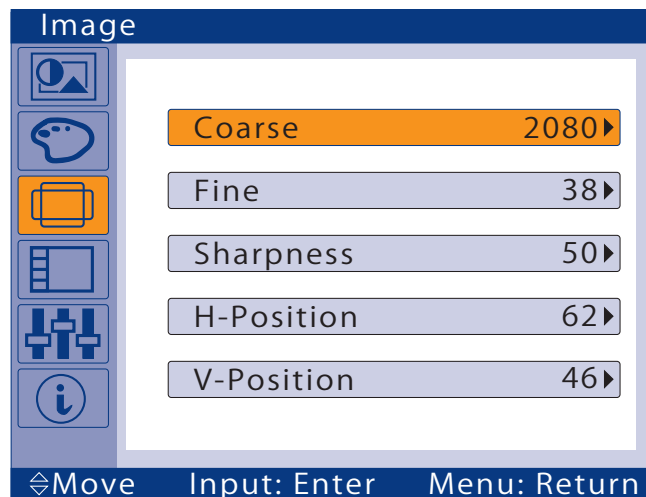 Image
Coarse 2080
Fine 38
Sharpness 50
H-Position 62
V-Position 46
Move Input: Enter Menu: Return